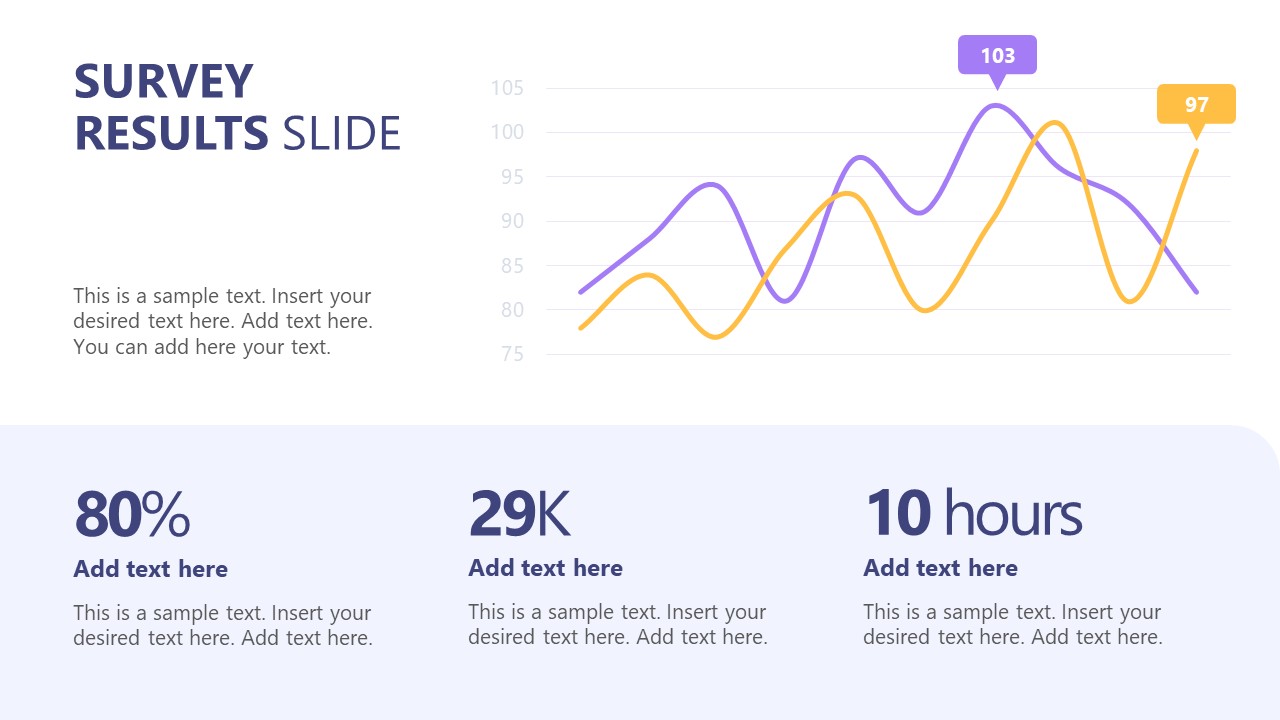 SURVEY
RESULTS SLIDE
This is a sample text. Insert your
desired text here. Add text here.
You can add here your text.
103
97
105
100
95
90
85
80
75
80%
Add text here
This is a sample text. Insert your
desired text here. Add text here.
29K
Add text here
This is a sample text. Insert your
desired text here. Add text here.
10 hours
Add text here
This is a sample text. Insert your
desired text here. Add text here.